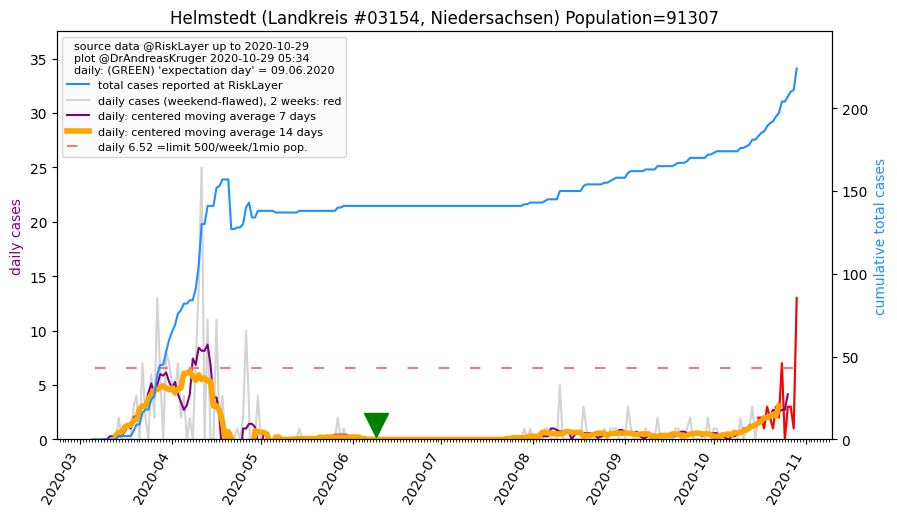 Helmstedt (Landkreis #03154, Niedersachsen) Population=91307
source data @RiskLayer up to 2020-10-29
plot @DrAndreasKruger 2020-10-29 05:34
daily: (GREEN) 'expectation day' = 09.06.2020
total cases reported at RiskLayer
daily cases (weekend-flawed), 2 weeks: red
daily: centered moving average 7 days
daily: centered moving average 14 days
daily 6.52 =limit 500/week/1mio pop.
daily cases
35
30
25
20
15
10
5
0
cumulative total cases
200
150
100
50
0
2020-03
2020-04
2020-05
2020-06
2020-07
2020-08
2020-09
2020-10
2020-11